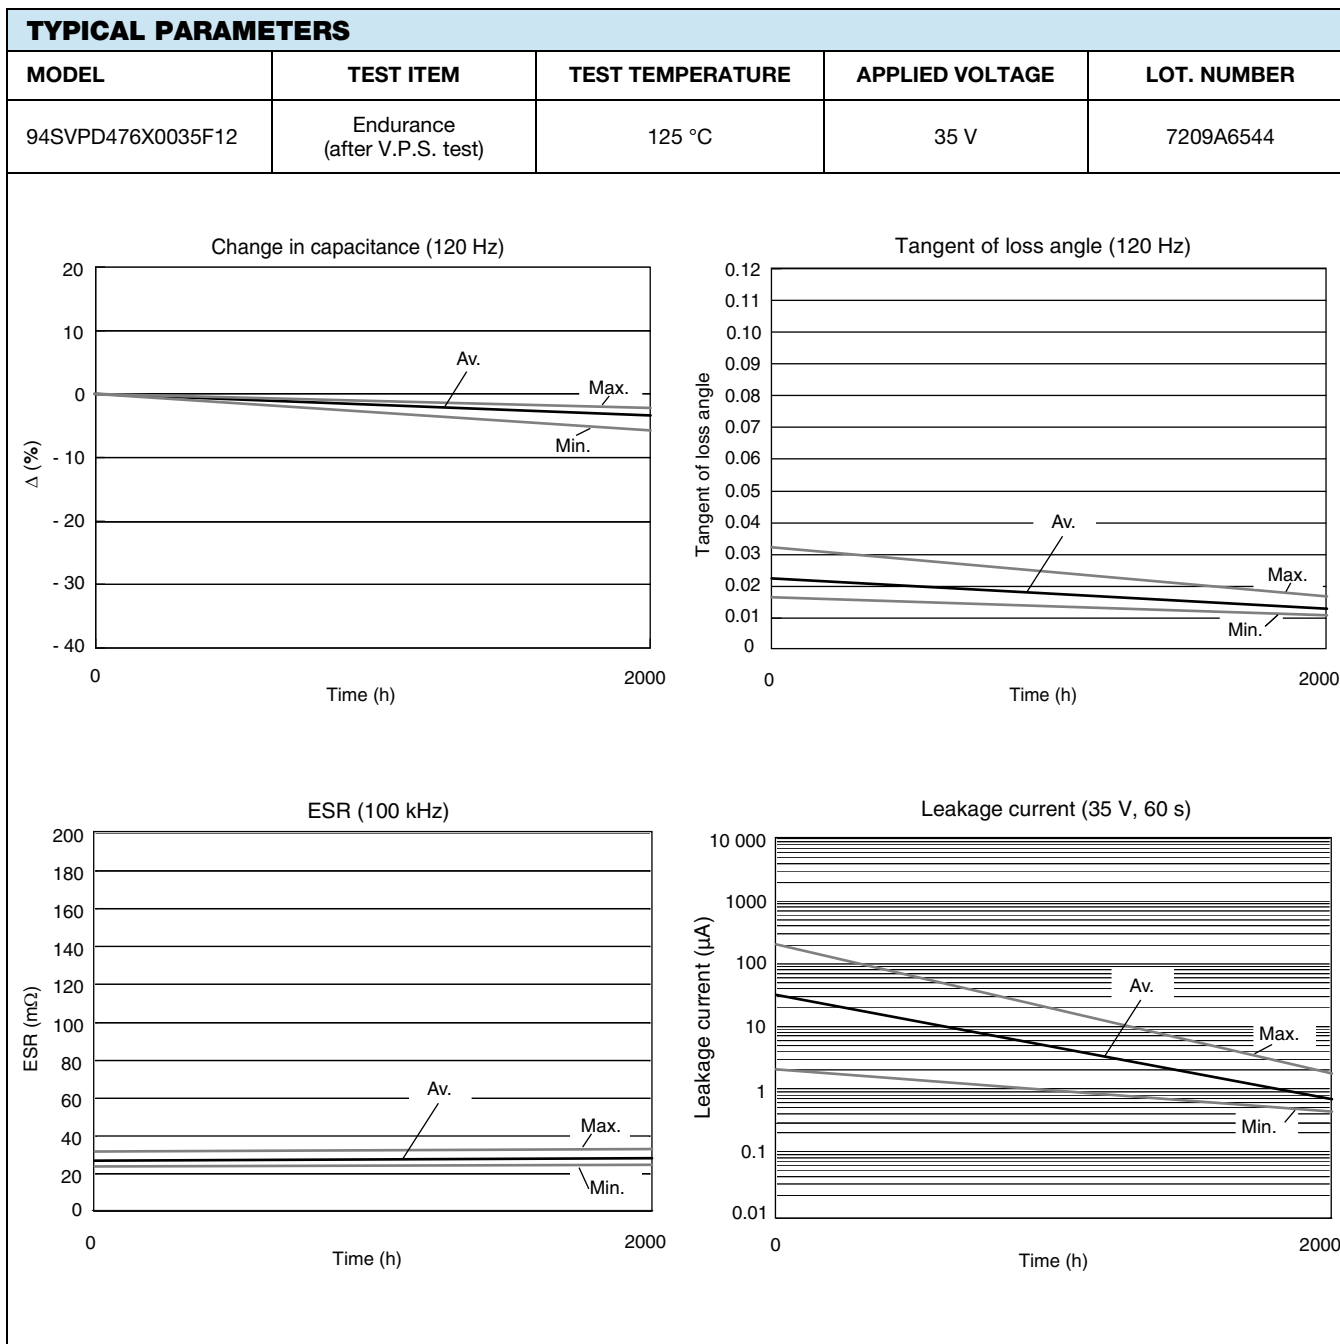 TYPICAL PARAMETERS
MODEL TEST ITEM TEST TEMPERATURE APPLIED VOLTAGE LOT. NUMBER
94SVPD476X0035F12 Endurance (after V.P.S. test) 125 °C 35 V 7209A6544
Change in capacitance (120 Hz)
20
10
0
- 10
- 20
- 30
- 40
Δ (%)
Av.
Max.
Min.
0 2000
Time (h)
Tangent of loss angle (120 Hz)
0.12
0.11
0.10
0.09
0.08
0.07
0.06
0.05
0.04
0.03
0.02
0.01
0
Tangent of loss angle
Av.
Max.
Min.
0 2000
Time (h)
ESR (100 kHz)
200
180
160
140
120
100
80
60
40
20
0
ESR (mΩ)
Av.
Max.
Min.
0 2000
Time (h)
Leakage current (35 V, 60 s)
10 000
1000
100
10
1
0.1
0.01
Leakage current (µA)
Av.
Max.
Min.
0 2000
Time (h)